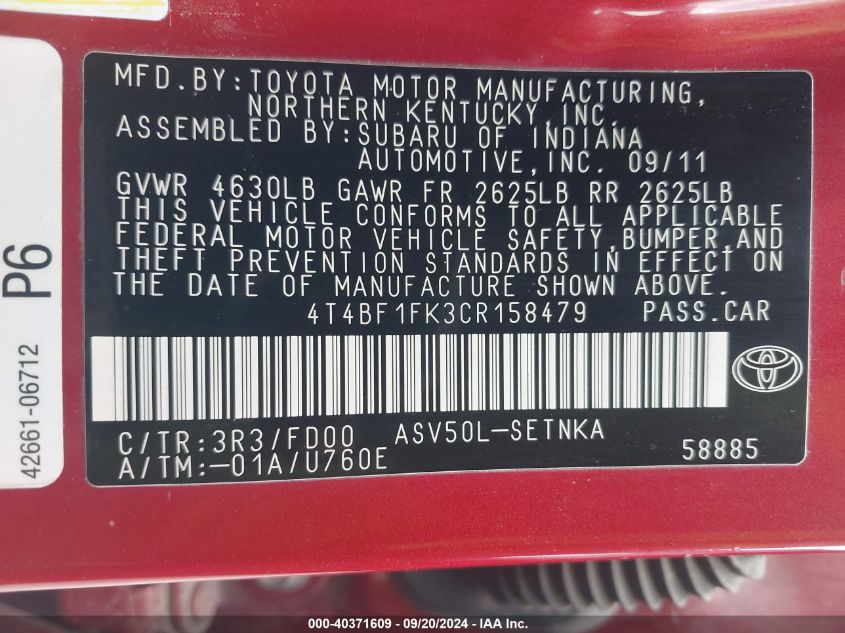 MFD.BY:TOYOTA MOTOR MANUFACTURING,
NORTHERN KENTUCKY,INC.
ASSEMBLED BY:SUBARU OF INDIANA
AUTOMOTIVE,INC. 09/11
GVWR 4630LB GAWR FR 2625LB RR 2625LB
THIS VEHICLE CONFORMS TO ALL APPLICABLE
FEDERAL MOTOR VEHICLE SAFETY,BUMPER,AND
THEFT PREVENTION STANDARDS IN EFFECT ON
THE DATE OF MANUFACTURE SHOWN ABOVE.
4T4BF1FK3CR158479 PASS.CAR
C/TR:3R3/FD00 ASV50L-SETNKA
A/TM:-01A/U760E 58885
P6
42661-06712
000-40371609 - 09/20/2024 - IAAI Inc.